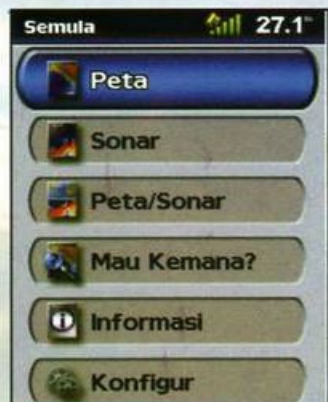 Semula 27.1"
Peta
Sonar
Peta/Sonar
Mau Kemana?
Informasi
Konfigur